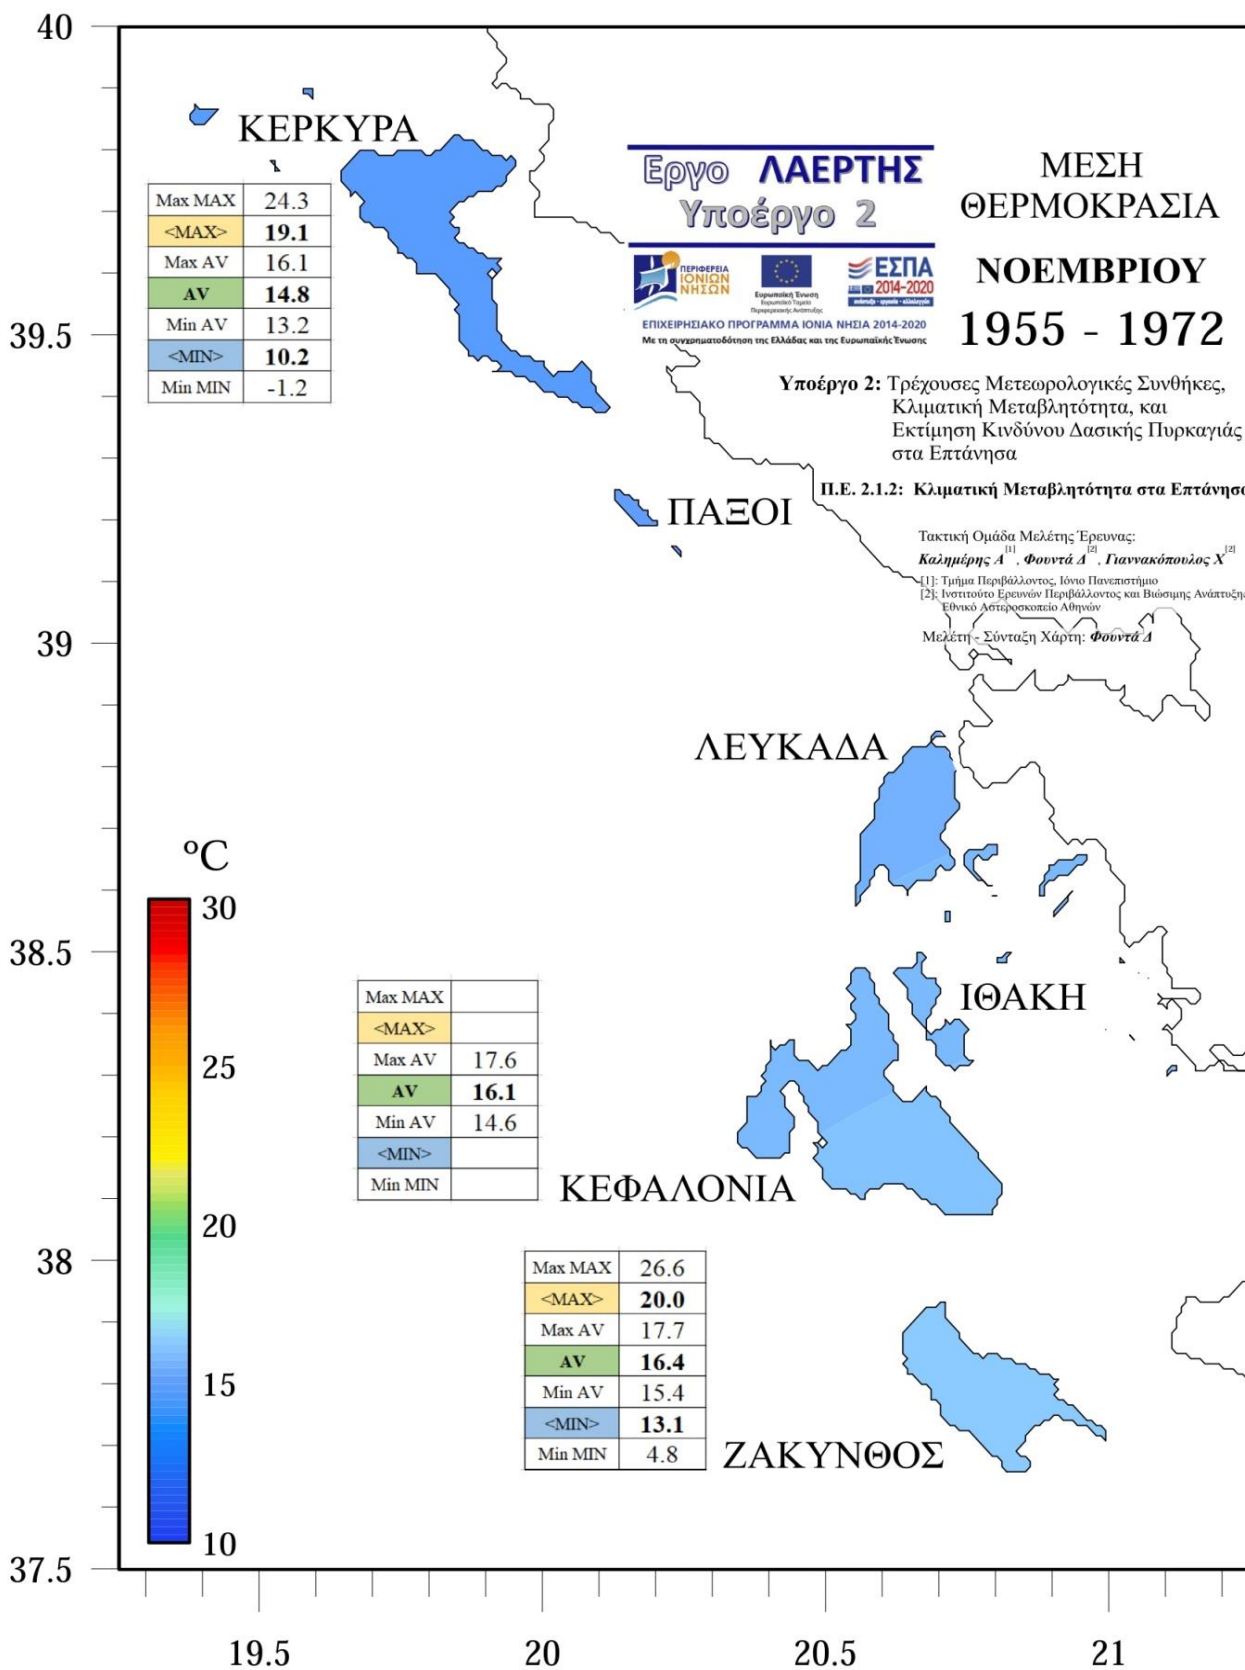 40
ΚΕΡΚΥΡΑ
Max MAX 24.3
<MAX> 19.1
Max AV 16.1
AV 14.8
Min AV 13.2
<MIN> 10.2
Min MIN -1.2
Εργο ΛΑΕΡΤΗΣ
Υποέργο 2
ΠΕΡΙΦΕΡΕΙΑ
ΙΟΝΙΩΝ
ΝΗΣΩΝ
Ευρωπαϊκή Ένωση
Ευρωπαϊκό Ταμείο
Περιφερειακής Ανάπτυξης
ΕΣΠΑ
2014-2020
ανάπτυξη - εργασία - αλληλεγγύη
ΕΠΙΧΕΙΡΗΣΙΑΚΟ ΠΡΟΓΡΑΜΜΑ ΙΟΝΙΑ ΝΗΣΙΑ 2014-2020
Με τη συγχρηματοδότηση της Ελλάδας και της Ευρωπαϊκής Ένωσης
ΜΕΣΗ
ΘΕΡΜΟΚΡΑΣΙΑ
ΝΟΕΜΒΡΙΟΥ
1955 - 1972
39.5
Υποέργο 2: Τρέχουσες Μετεωρολογικές Συνθήκες,
Κλιματική Μεταβλητότητα, και
Εκτίμηση Κινδύνου Δασικής Πυρκαγιάς
στα Επτάνησα
Π.Ε. 2.1.2: Κλιματική Μεταβλητότητα στα Επτάνησα
ΠΑΞΟΙ
Τακτική Ομάδα Μελέτης Έρευνας:
Καλημέρης Α [1], Φουντά Δ [2], Γιαννακόπουλος Χ [2]
[1]: Τμήμα Περιβάλλοντος, Ιόνιο Πανεπιστήμιο
[2]: Ινστιτούτο Ερευνών Περιβάλλοντος και Βιώσιμης Ανάπτυξης
Εθνικό Αστεροσκοπείο Αθηνών
Μελέτη - Σύνταξη Χάρτη: Φουντά Δ
39
ΛΕΥΚΑΔΑ
°C
30
25
20
15
10
38.5
ΙΘΑΚΗ
Max MAX
<MAX>
Max AV 17.6
AV 16.1
Min AV 14.6
<MIN>
Min MIN
ΚΕΦΑΛΟΝΙΑ
38
Max MAX 26.6
<MAX> 20.0
Max AV 17.7
AV 16.4
Min AV 15.4
<MIN> 13.1
Min MIN 4.8
ΖΑΚΥΝΘΟΣ
37.5
19.5 20 20.5 21